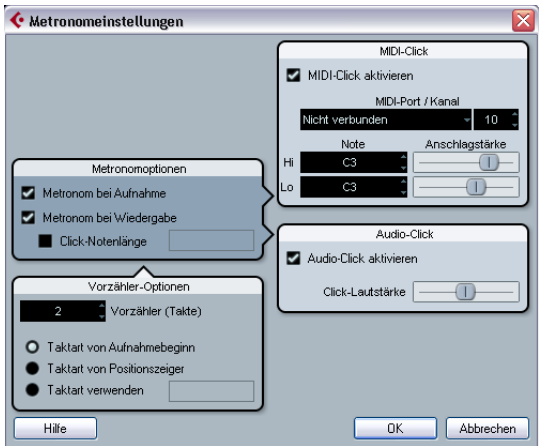 Metronomeinstellungen
MIDI-Click
MIDI-Click aktivieren
MIDI-Port / Kanal
Nicht verbunden 10
Note Anschlagstärke
Hi C3
Lo C3
Metronomoptionen
Metronom bei Aufnahme
Metronom bei Wiedergabe
Click-Notenlänge
Audio-Click
Audio-Click aktivieren
Click-Lautstärke
Vorzähler-Optionen
2 Vorzähler (Takte)
Taktart von Aufnahmebeginn
Taktart von Positionszeiger
Taktart verwenden
Hilfe OK Abbrechen